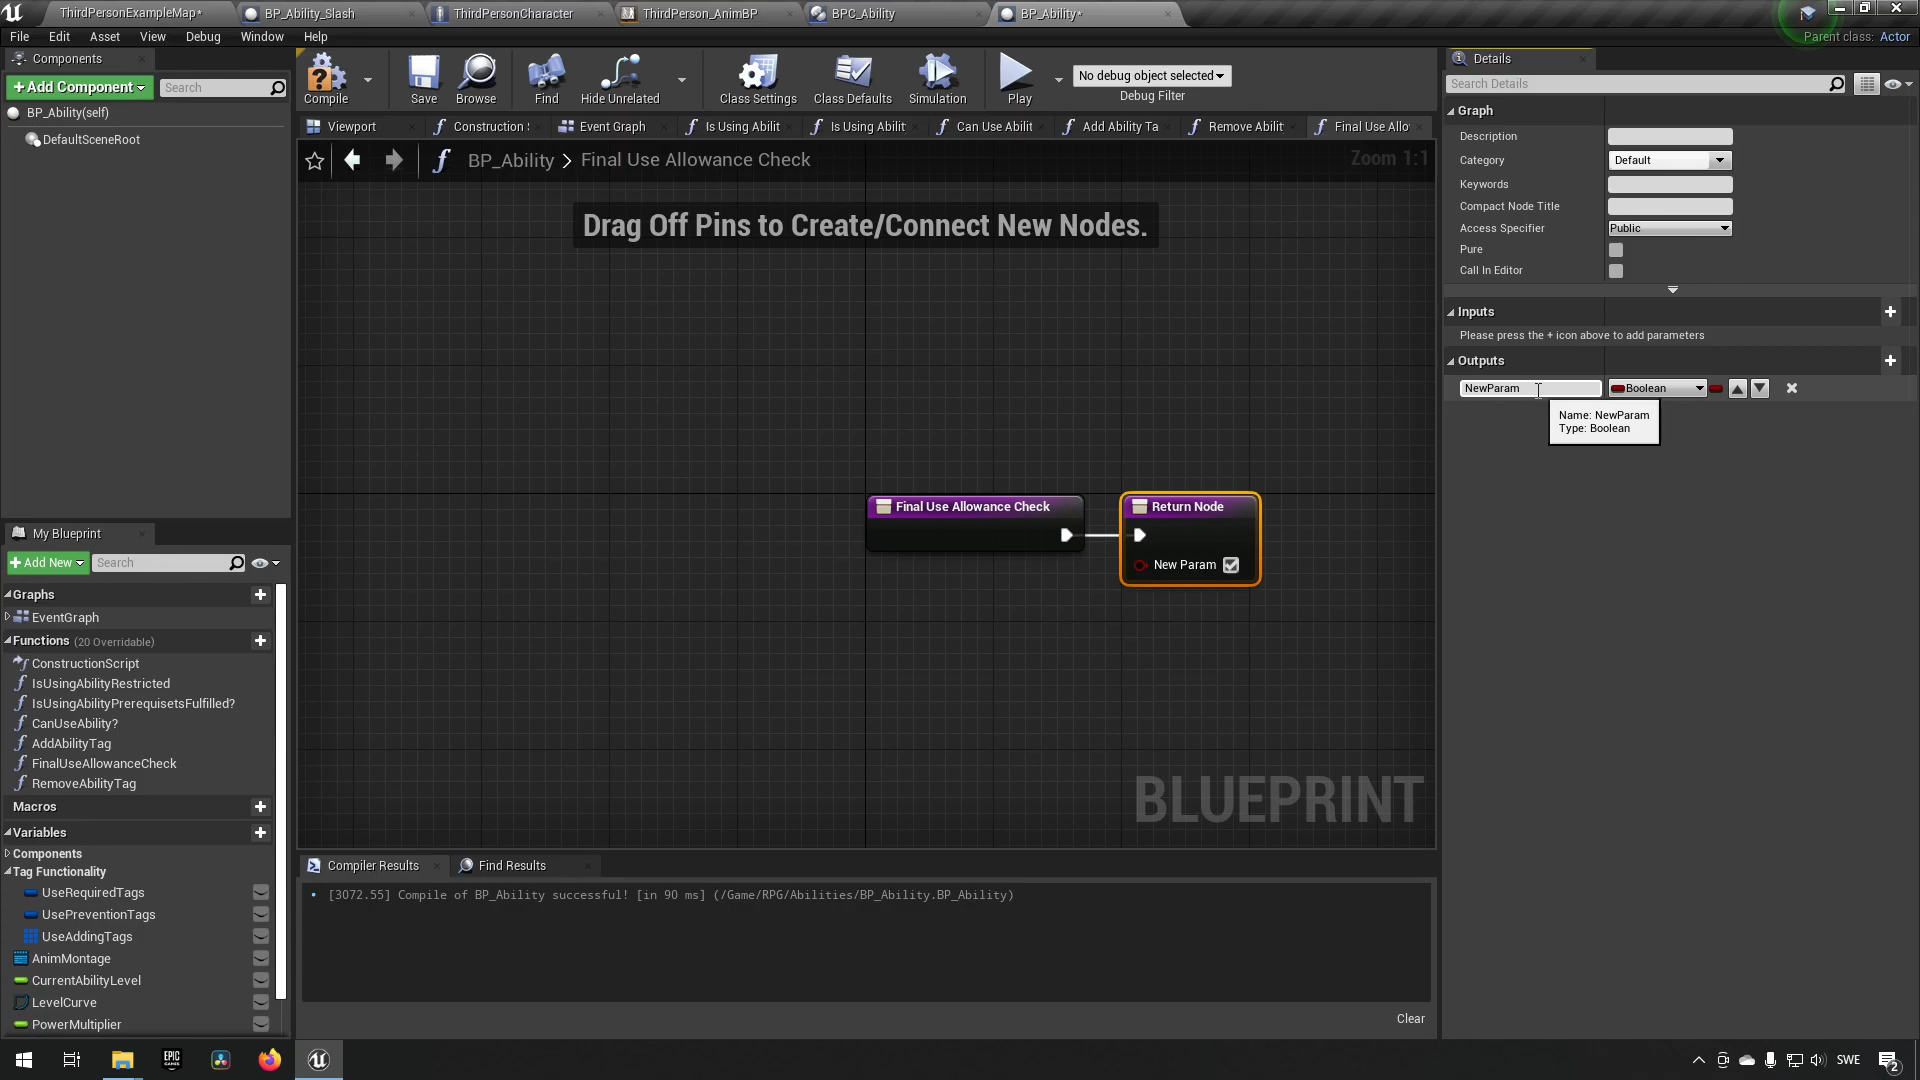 ThirdPersonExampleMap*
BP_Ability_Slash
ThirdPersonCharacter
ThirdPerson_AnimBP
BPC_Ability
BP_Ability*
File Edit Asset View Debug Window Help
Parent class: Actor
Components
+Add Component
Search
BP_Ability(self)
DefaultSceneRoot
Compile
Save
Browse
Find
Hide Unrelated
Class Settings
Class Defaults
Simulation
Play
No debug object selected
Debug Filter
Viewport
Construction
Event Graph
Is Using Abilit
Is Using Abilit
Can Use Abilit
Add Ability Ta
Remove Abilit
Final Use Allo
BP_Ability > Final Use Allowance Check
Zoom 1:1
Drag Off Pins to Create/Connect New Nodes.
Final Use Allowance Check
Return Node
New Param
BLUEPRINT
My Blueprint
+Add New
Search
Graphs
EventGraph
Functions (20 Overridable)
ConstructionScript
IsUsingAbilityRestricted
IsUsingAbilityPrerequisetsFulfilled?
CanUseAbility?
AddAbilityTag
FinalUseAllowanceCheck
RemoveAbilityTag
Macros
Variables
Components
Tag Functionality
UseRequiredTags
UsePreventionTags
UseAddingTags
AnimMontage
CurrentAbilityLevel
LevelCurve
PowerMultiplier
Compiler Results
Find Results
[3072.55] Compile of BP_Ability successful! [in 90 ms] (/Game/RPG/Abilities/BP_Ability.BP_Ability)
Clear
Details
Search Details
Graph
Description
Category
Default
Keywords
Compact Node Title
Access Specifier
Public
Pure
Call In Editor
Inputs
Please press the + icon above to add parameters
Outputs
NewParam
Boolean
Name: NewParam
Type: Boolean
EPIC
GAMES
SWE
2